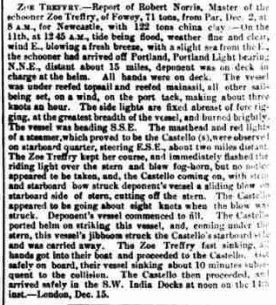 ZOE TREFFRY.—Report of Robert Norris, Master of the
schooner Zoe Treffry, of Fowey, 71 tons, from Par, Dec. 2, at
8 a.m., for Newcastle, with 122 tons china clay —On the
11th, at 12 45 A.M., tide being flood, weather fine and clear,
wind E., blowing a fresh breeze, with a slight sea from the E.,
the schooner had arrived off Portland, Portland Light bearing
N.N.E., distant about 15 miles, deponent was on deck in
charge at the helm. All hands were on deck. The vessel
was under reefed topsail and reefed mainsail, all other sails
being set, on a wind, on the port tack, making about three
knots an hour. The side lights are fixed abenst of fore rig-
ging, at the greatest breadth of the vessel, and burned brightly.
The vessel was heading S.S.E. The masthead and red lights
of a steamer, which proved to be the Castello (s), were observed
on starboard quarter, steering E.S.E., about two miles distant.
The Zoe Treffry kept her course, and immediately flashed the
riding light over the stern and blew fog-horn, but no notice
appeared to be taken, and, the Castello coming on, with stem
and starboard bow struck deponent's vessel a sliding blow on
starboard side of stern, cutting off the stern. The Castello
appeared to be going about eight knots when the blow was
struck. Deponent's vessel commenced to fill. The Castello
ported helm on striking this vessel, and, coming under the
stern, this vessel's jibboom struck the Castello's starboard side
and was carried away. The Zoe Treffry fast sinking, all
hands got into their boat and proceeded to the Castello. Got
safely on board, their vessel sinking about 10 minutes subse-
quent to the collision. The Castello then proceeded, and
arrived safely in the S.W. India Docks at noon on the 14th
inst.—London, Dec. 15.